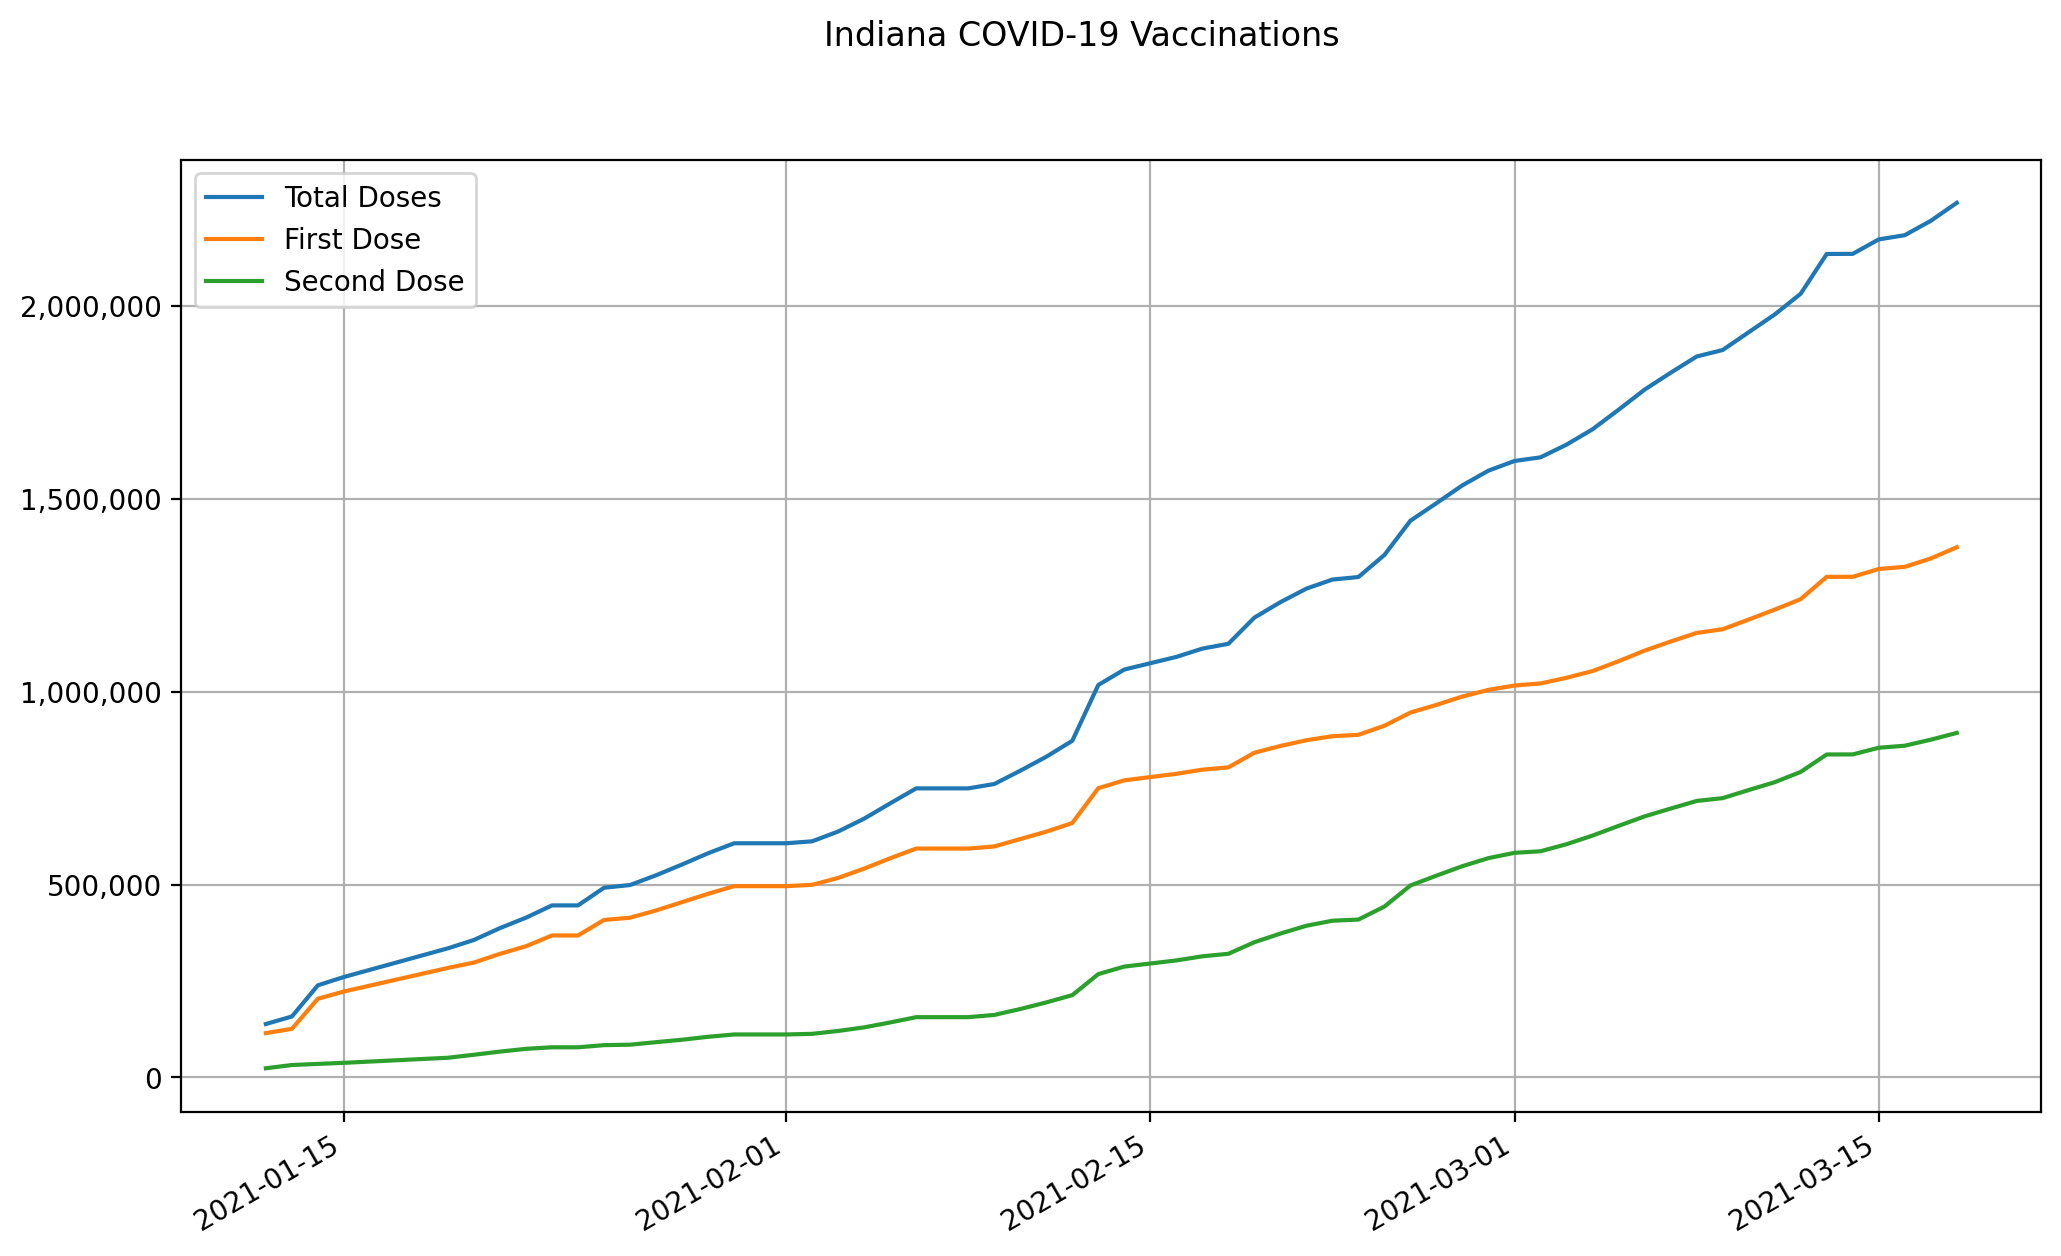 Indiana COVID-19 Vaccinations
Total Doses
First Dose
Second Dose
2,000,000
1,500,000
1,000,000
500,000
0
2021-01-15
2021-02-01
2021-02-15
2021-03-01
2021-03-15